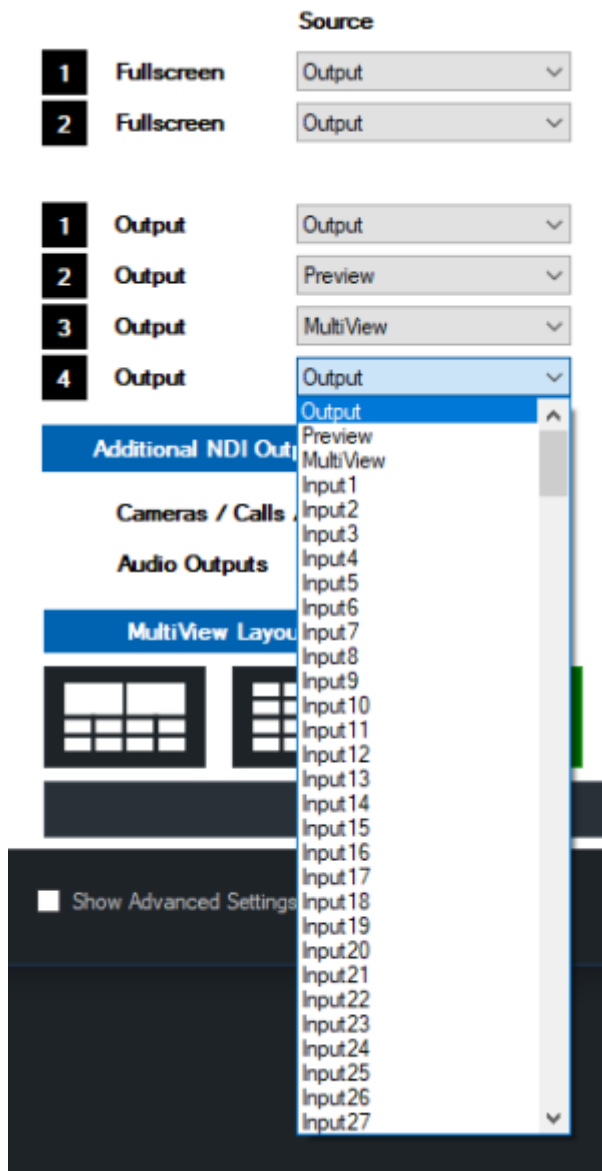 Source
1 Fullscreen Output
2 Fullscreen Output
1 Output Output
2 Output Preview
3 Output MultiView
4 Output Output
Output
Preview
MultiView
Input1
Input2
Input3
Input4
Input5
Input6
Input7
Input8
Input9
Input10
Input11
Input12
Input13
Input14
Input15
Input16
Input17
Input18
Input19
Input20
Input21
Input22
Input23
Input24
Input25
Input26
Input27
Additional NDI
Cameras / Calls
Audio Outputs
MultiView
Show Advanced Settings